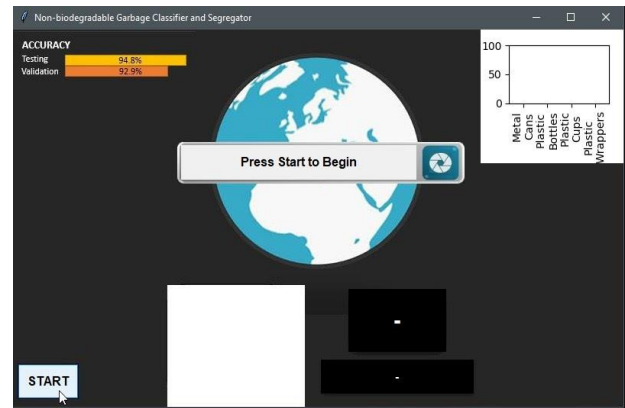 Non-biodegradable Garbage Classifier and Segregator
ACCURACY
Testing 94.8%
Validation 92.9%
100
50
0
Metal
Cans
Plastic
Bottles
Plastic
Cups
Plastic
Wrappers
Press Start to Begin
-
-
START